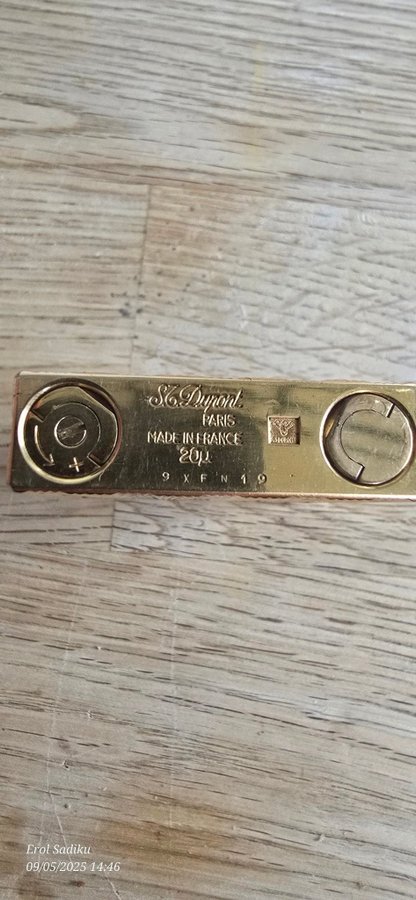 S.T. Dupont
PARIS
MADE IN FRANCE
20µ
9XFN19
+
Erol Sadiku
09/05/2025 14:46